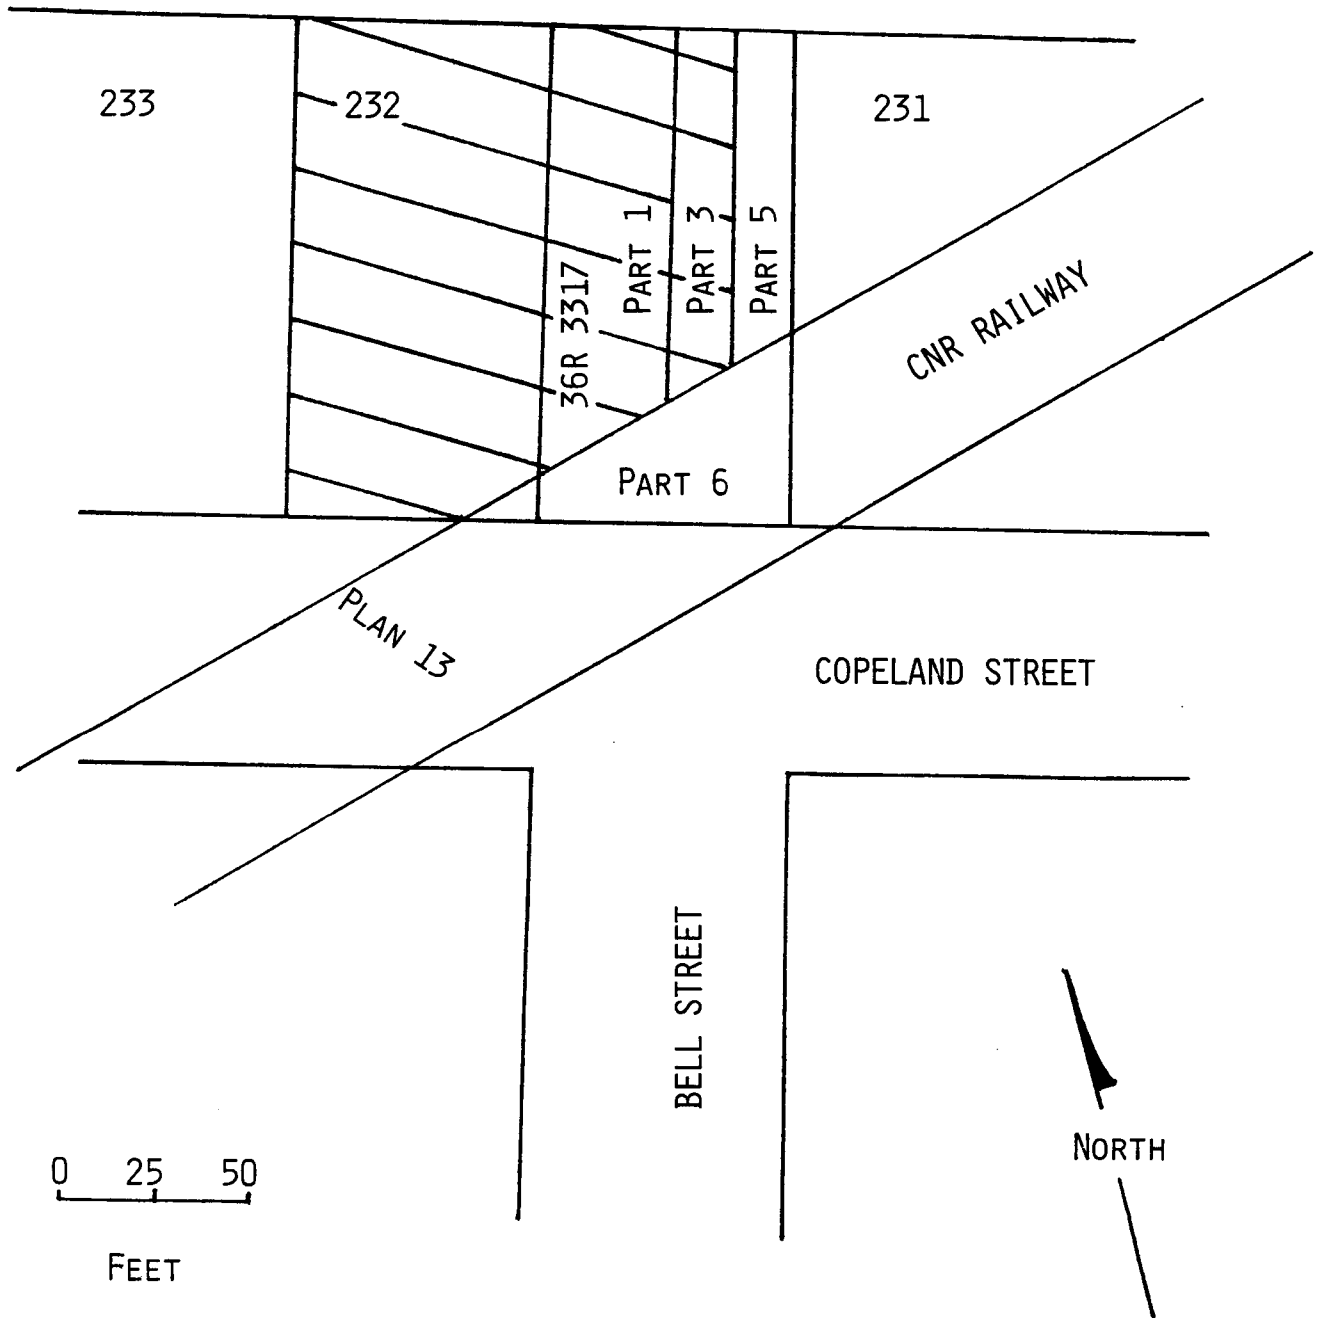 233
232
231
PART 1
PART 3
PART 5
36R 3317
CNR RAILWAY
PART 6
PLAN 13
COPELAND STREET
BELL STREET
NORTH
0 25 50
FEET